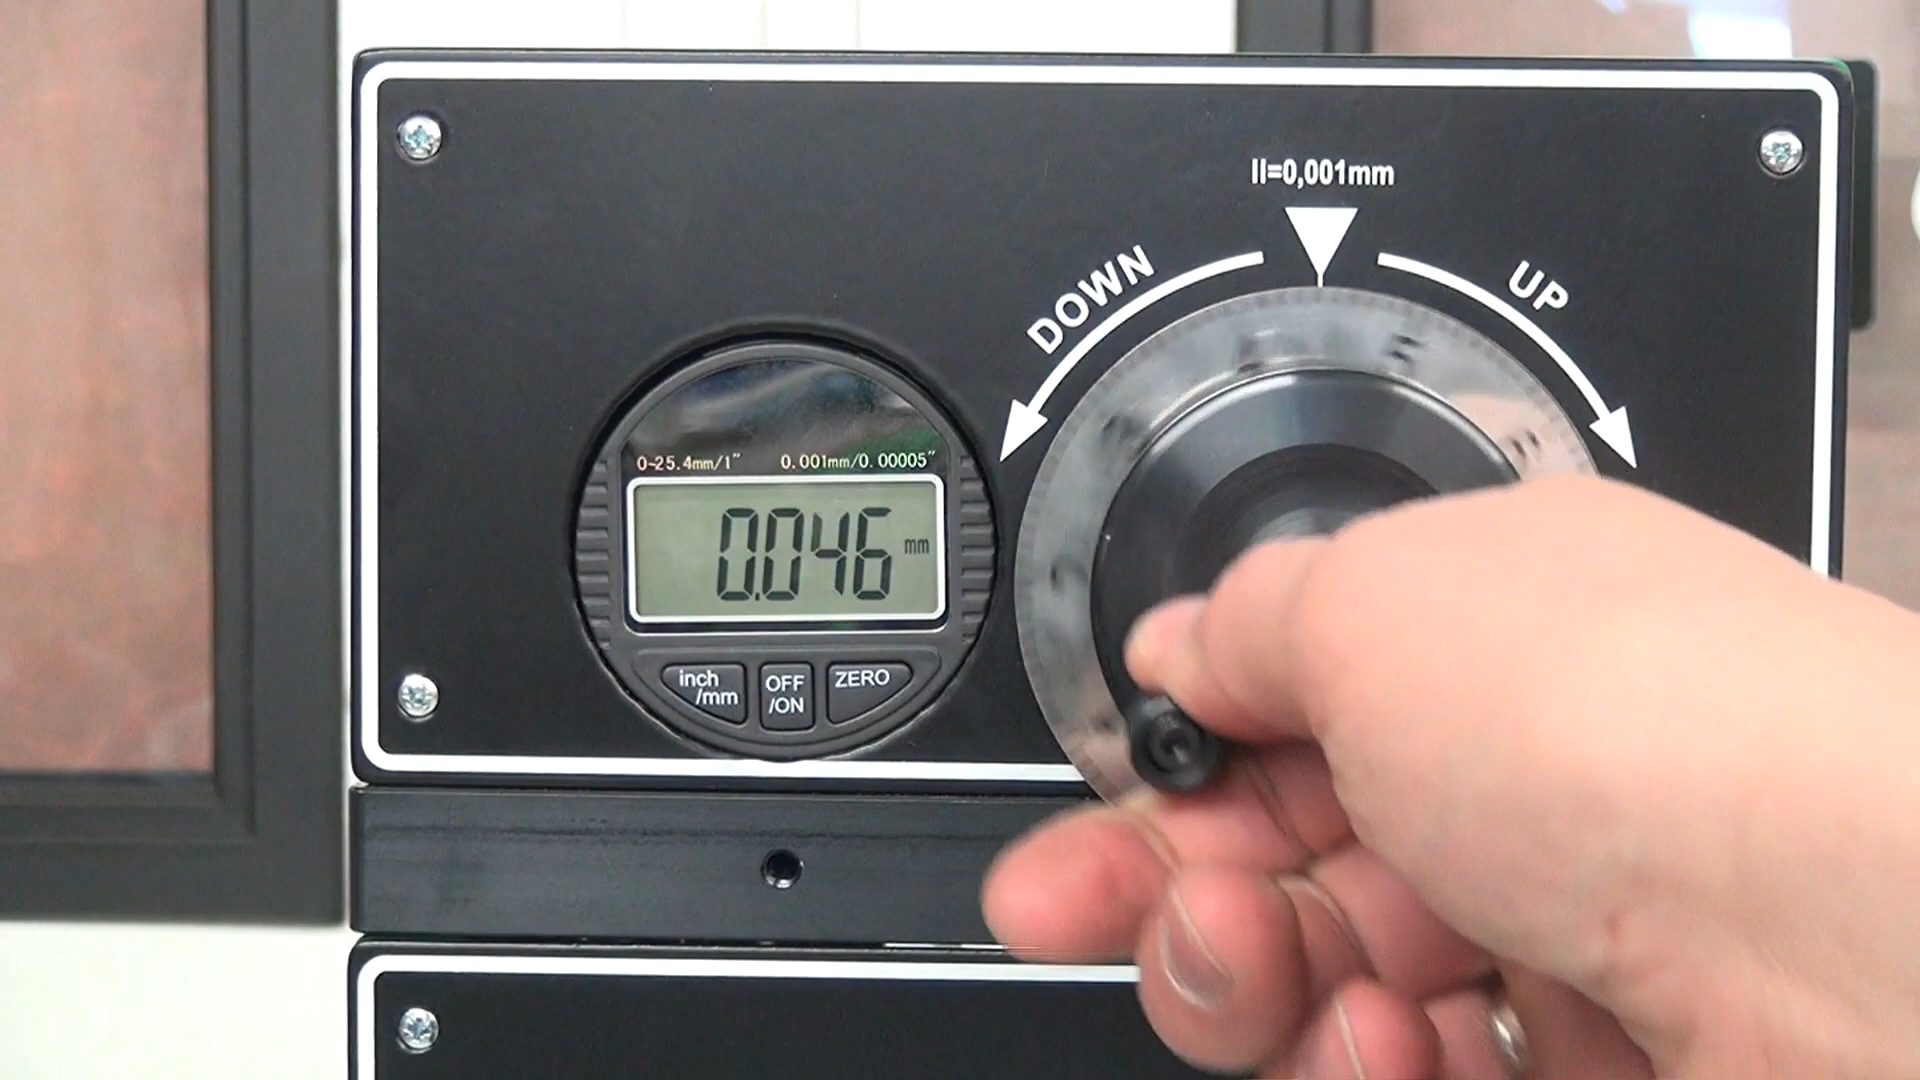 II=0,001mm
DOWN
UP
0-25.4mm/1" 0.001mm/0.00005"
0.046 mm
inch
/mm
OFF
/ON
ZERO